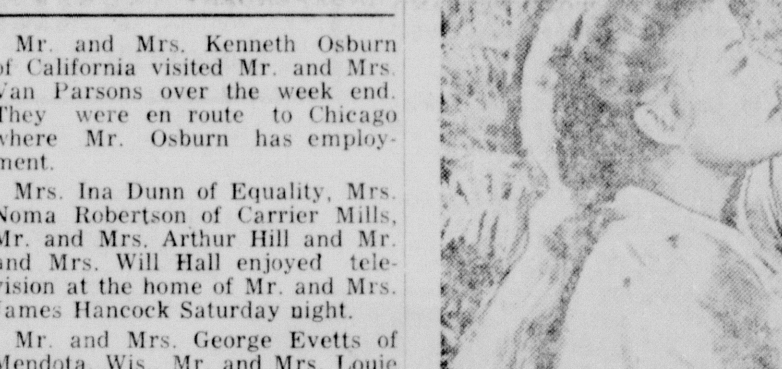 Mr. and Mrs. Kenneth Osburn
of California visited Mr. and Mrs.
Van Parsons over the week end.
They were en route to Chicago
where Mr. Osburn has employ-
ment.
Mrs. Ina Dunn of Equality, Mrs.
Noma Robertson of Carrier Mills,
Mr. and Mrs. Arthur Hill and Mr.
and Mrs. Will Hall enjoyed tele-
vision at the home of Mr. and Mrs.
James Hancock Saturday night.
Mr. and Mrs. George Evetts of
Mendota, Wis., Mr. and Mrs. Louie